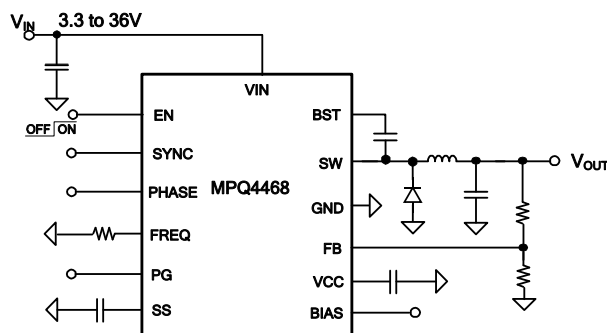 VIN 3.3 to 36V
VIN
EN
OFF ON
SYNC
PHASE
FREQ
PG
SS
MPQ4468
BST
SW
GND
FB
VCC
BIAS
VOUT